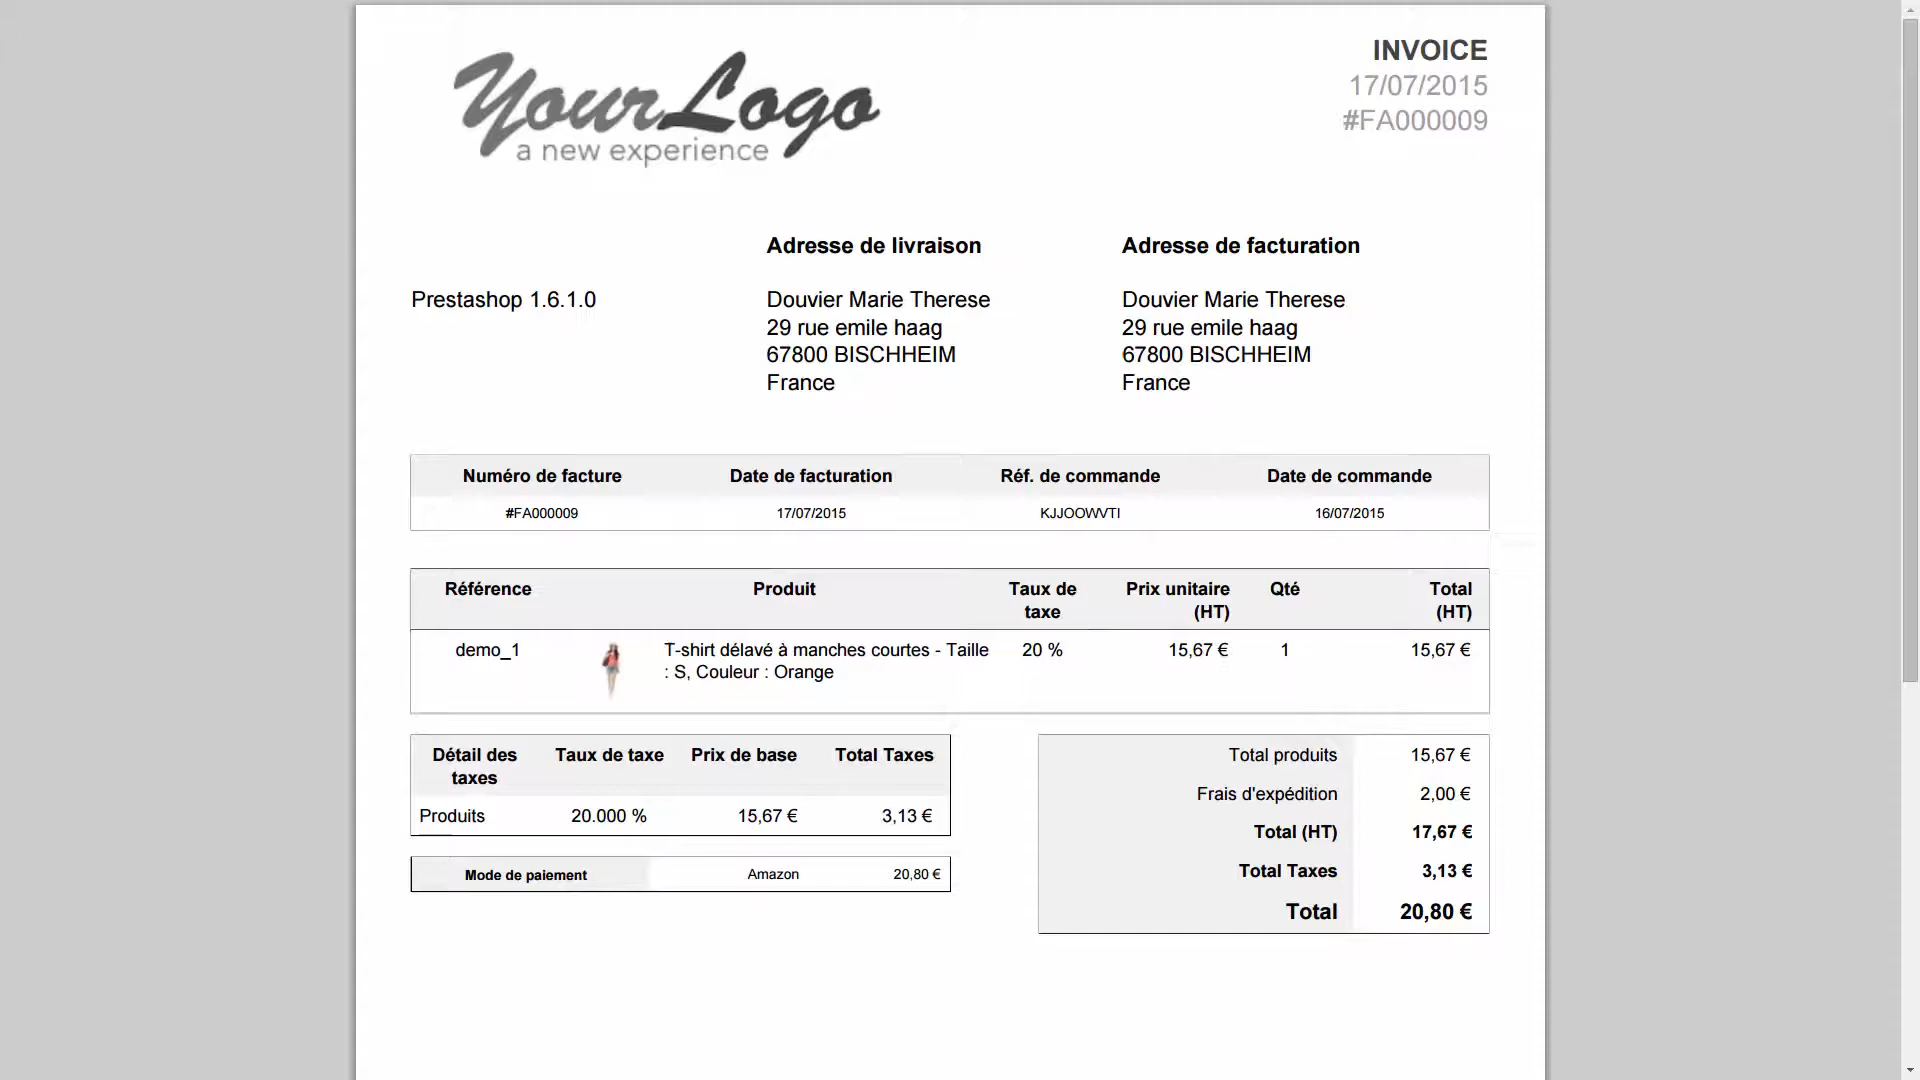 YourLogo
a new experience
INVOICE
17/07/2015
#FA000009
Adresse de livraison
Adresse de facturation
Prestashop 1.6.1.0
Douvier Marie Therese
29 rue emile haag
67800 BISCHHEIM
France
Douvier Marie Therese
29 rue emile haag
67800 BISCHHEIM
France
Numéro de facture Date de facturation Réf. de commande Date de commande
#FA000009 17/07/2015 KJJOOWVTI 16/07/2015
Référence Produit Taux de taxe Prix unitaire (HT) Qté Total (HT)
demo_1 T-shirt délavé à manches courtes - Taille 20 % 15,67 € 1 15,67 €
: S, Couleur : Orange
Détail des taxes Taux de taxe Prix de base Total Taxes
Produits 20.000 % 15,67 € 3,13 €
Mode de paiement Amazon 20,80 €
Total produits 15,67 €
Frais d'expédition 2,00 €
Total (HT) 17,67 €
Total Taxes 3,13 €
Total 20,80 €